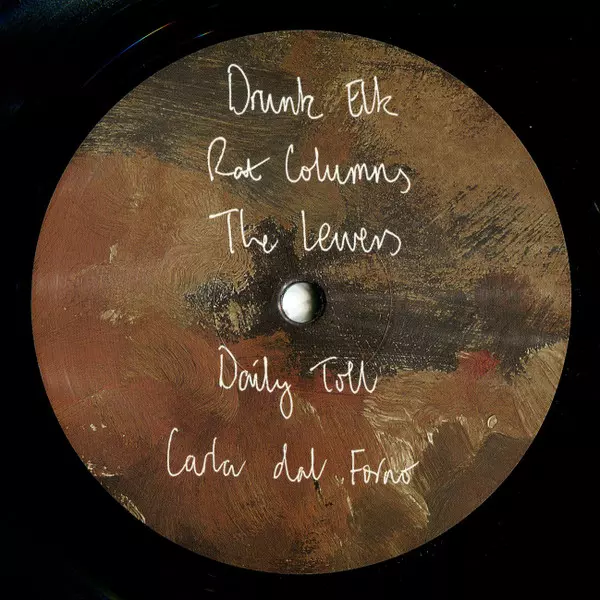 Drunk Elk
Rat Columns
The Lewers
Daily Toll
Carla dal Forno